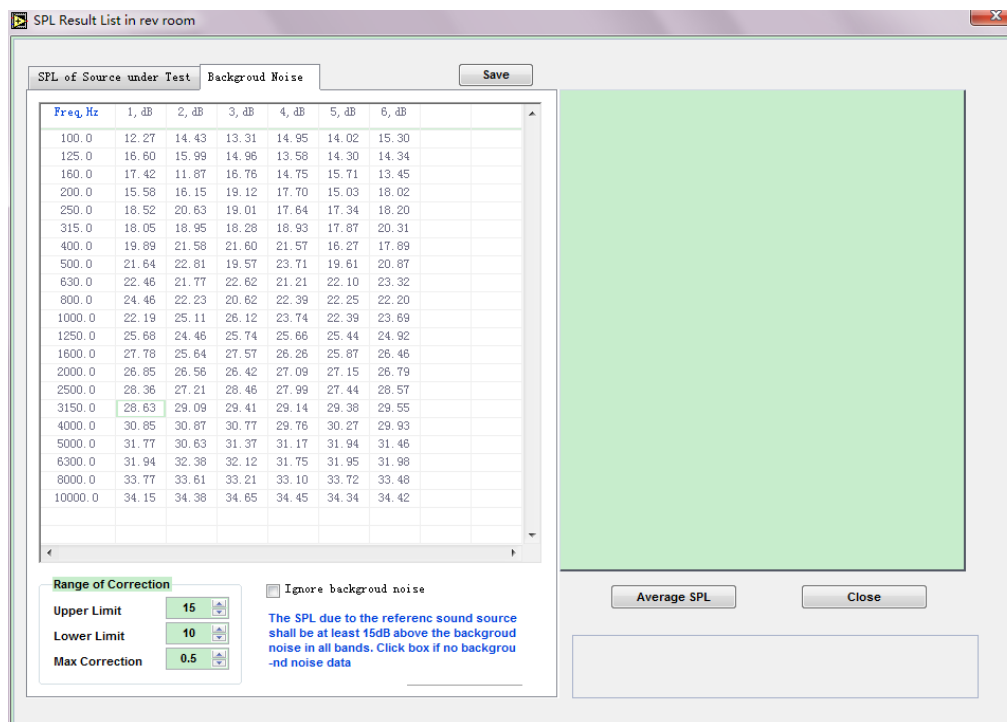 SPL Result List in rev room
SPL of Source under Test Backgroud Noise Save
Freq,Hz 1, dB 2, dB 3, dB 4, dB 5, dB 6, dB
100.0 12.27 14.43 13.31 14.95 14.02 15.30
125.0 16.60 15.99 14.96 13.58 14.30 14.34
160.0 17.42 11.87 16.76 14.75 15.71 13.45
200.0 15.58 16.15 19.12 17.70 15.03 18.02
250.0 18.52 20.63 19.01 17.64 17.34 18.20
315.0 18.05 18.95 18.28 18.93 17.87 20.31
400.0 19.89 21.58 21.60 21.57 16.27 17.89
500.0 21.64 22.81 19.57 23.71 19.61 20.87
630.0 22.46 21.77 22.62 21.21 22.10 23.32
800.0 24.46 22.23 20.62 22.39 22.25 22.20
1000.0 22.19 25.11 26.12 23.74 22.39 23.69
1250.0 25.68 24.46 25.74 25.66 25.44 24.92
1600.0 27.78 25.64 27.57 26.26 25.87 26.46
2000.0 26.85 26.56 26.42 27.09 27.15 26.79
2500.0 28.36 27.21 28.46 27.99 27.44 28.57
3150.0 28.63 29.09 29.41 29.14 29.38 29.55
4000.0 30.85 30.87 30.77 29.76 30.27 29.93
5000.0 31.77 30.63 31.37 31.17 31.94 31.46
6300.0 31.94 32.38 32.12 31.75 31.95 31.98
8000.0 33.77 33.61 33.21 33.10 33.72 33.48
10000.0 34.15 34.38 34.65 34.45 34.34 34.42
Range of Correction
Upper Limit 15
Lower Limit 10
Max Correction 0.5
Ignore backgroud noise
The SPL due to the referenc sound source
shall be at least 15dB above the backgroud
noise in all bands. Click box if no backgrou
-nd noise data
Average SPL Close